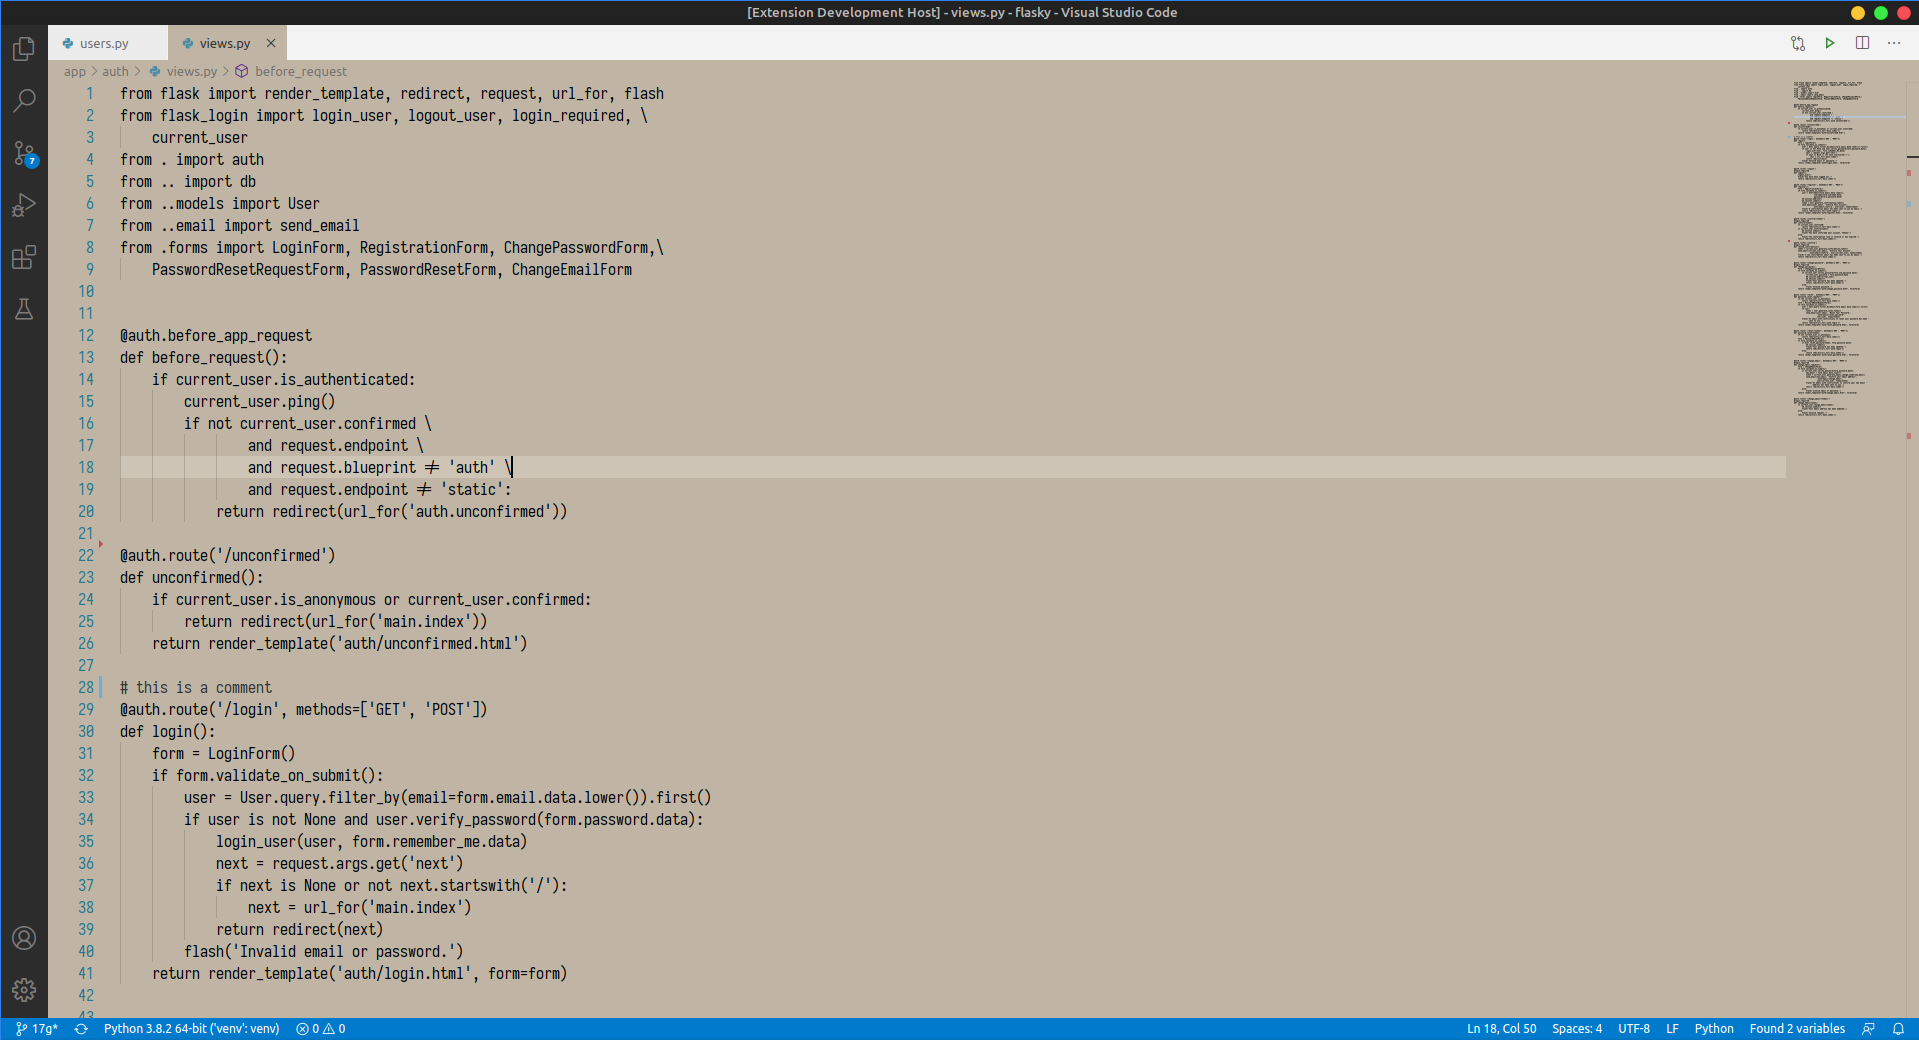 [Extension Development Host] - views.py - flasky - Visual Studio Code
users.py
views.py
app > auth > views.py > before_request
1 from flask import render_template, redirect, request, url_for, flash
2 from flask_login import login_user, logout_user, login_required, \
3     current_user
4 from . import auth
5 from .. import db
6 from ..models import User
7 from ..email import send_email
8 from .forms import LoginForm, RegistrationForm, ChangePasswordForm,\
9     PasswordResetRequestForm, PasswordResetForm, ChangeEmailForm
10
11
12 @auth.before_app_request
13 def before_request():
14     if current_user.is_authenticated:
15         current_user.ping()
16         if not current_user.confirmed \
17                 and request.endpoint \
18                 and request.blueprint != 'auth' \
19                 and request.endpoint != 'static':
20             return redirect(url_for('auth.unconfirmed'))
21
22 @auth.route('/unconfirmed')
23 def unconfirmed():
24     if current_user.is_anonymous or current_user.confirmed:
25         return redirect(url_for('main.index'))
26     return render_template('auth/unconfirmed.html')
27
28 # this is a comment
29 @auth.route('/login', methods=['GET', 'POST'])
30 def login():
31     form = LoginForm()
32     if form.validate_on_submit():
33         user = User.query.filter_by(email=form.email.data.lower()).first()
34         if user is not None and user.verify_password(form.password.data):
35             login_user(user, form.remember_me.data)
36             next = request.args.get('next')
37             if next is None or not next.startswith('/'):
38                 next = url_for('main.index')
39             return redirect(next)
40         flash('Invalid email or password.')
41     return render_template('auth/login.html', form=form)
42
43
7
17g* Python 3.8.2 64-bit ('venv': venv) 0 0 Ln 18, Col 50 Spaces: 4 UTF-8 LF Python Found 2 variables